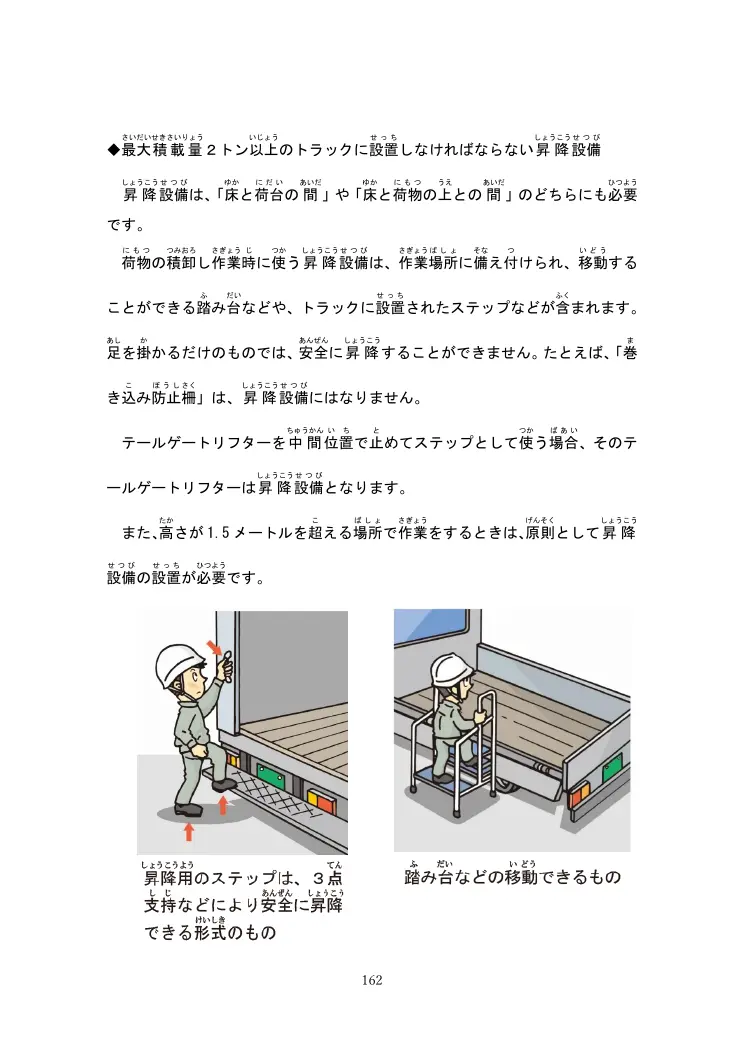 ◆最大積載量２トン以上のトラックに設置しなければならない昇降設備
昇降設備は、「床と荷台の間」や「床と荷物の上との間」のどちらにも必要
です。
荷物の積卸し作業時に使う昇降設備は、作業場所に備え付けられ、移動する
ことができる踏み台などや、トラックに設置されたステップなどが含まれます。
足を掛かるだけのものでは、安全に昇降することができません。たとえば、「巻
き込み防止柵」は、昇降設備にはなりません。
テールゲートリフターを中間位置で止めてステップとして使う場合、そのテ
ールゲートリフターは昇降設備となります。
また、高さが1.5メートルを超える場所で作業をするときは、原則として昇降
設備の設置が必要です。
昇降用のステップは、３点
支持などにより安全に昇降
できる形式のもの
踏み台などの移動できるもの
162